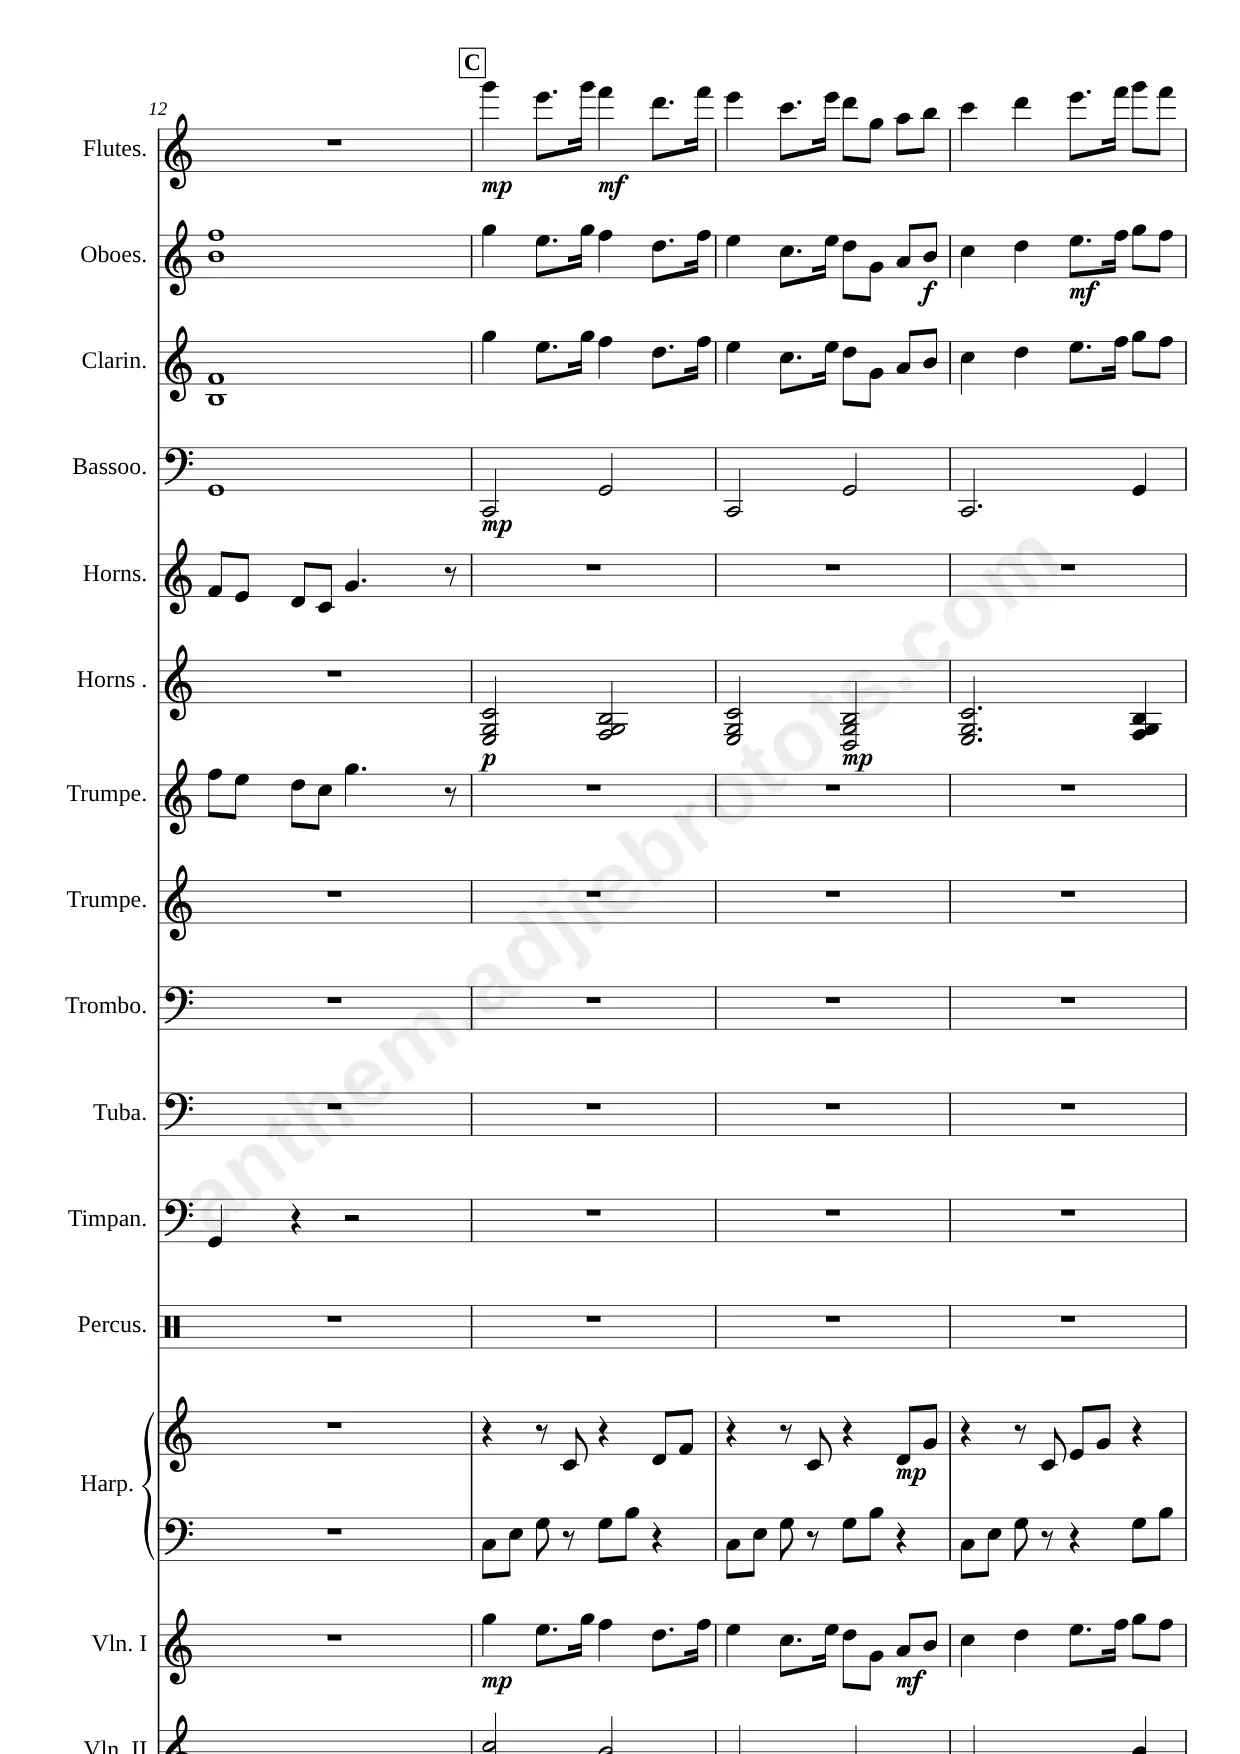 C
12
Flutes.
mp mf
Oboes.
f mf
Clarin.
Bassoo.
mp
Horns.
Horns .
p mp
Trumpe.
Trumpe.
Trombo.
Tuba.
Timpan.
Percus.
Harp.
mp
Vln. I
mp mf
Vln. II
anthem.adjiebrotots.com